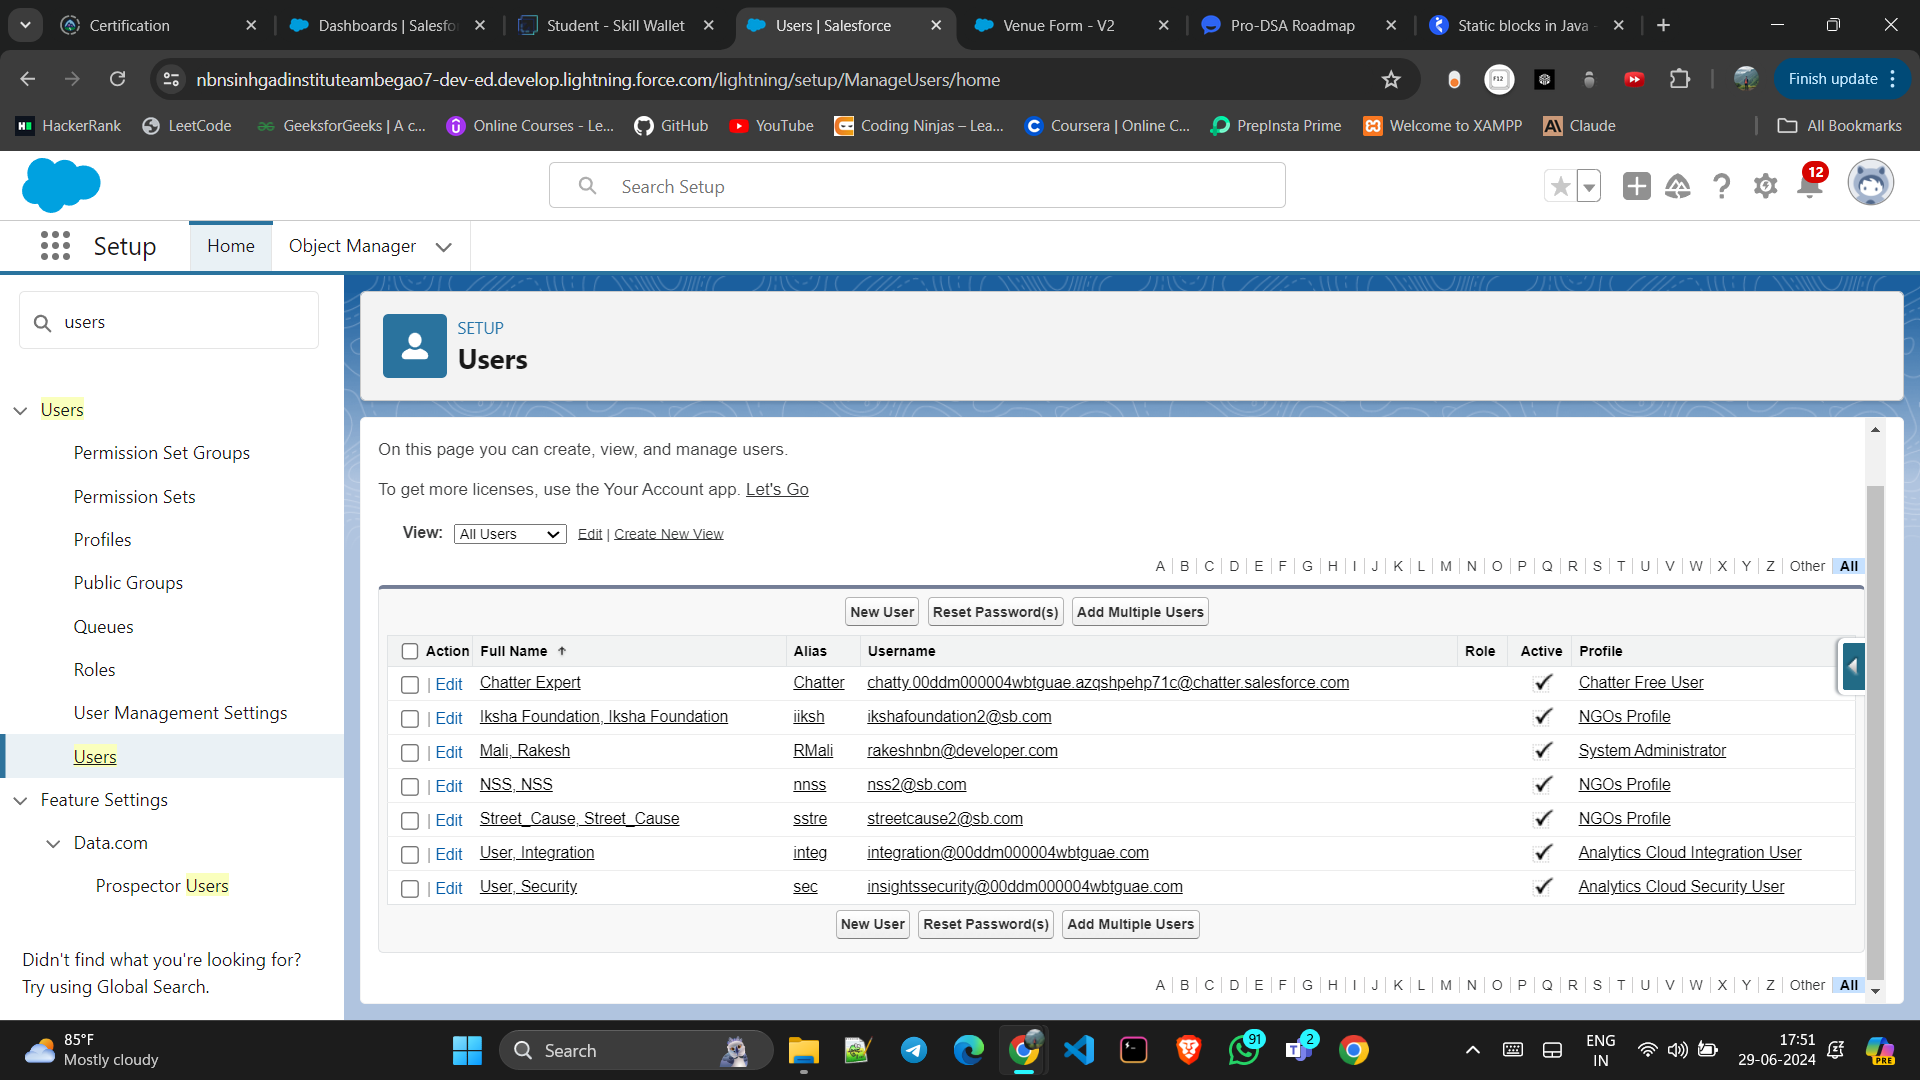 Certification
Dashboards | Salesfo
Student - Skill Wallet
Users | Salesforce
Venue Form - V2
Pro-DSA Roadmap
Static blocks in Java -
nbnsinhgadinstituteambegao7-dev-ed.develop.lightning.force.com/lightning/setup/ManageUsers/home
Finish update
HackerRank
LeetCode
GeeksforGeeks | A c...
Online Courses - Le...
GitHub
YouTube
Coding Ninjas – Lea...
Coursera | Online C...
PrepInsta Prime
Welcome to XAMPP
Claude
All Bookmarks
Search Setup
12
Setup
Home
Object Manager
users
Users
Permission Set Groups
Permission Sets
Profiles
Public Groups
Queues
Roles
User Management Settings
Users
Feature Settings
Data.com
Prospector Users
Didn't find what you're looking for?
Try using Global Search.
SETUP
Users
On this page you can create, view, and manage users.
To get more licenses, use the Your Account app. Let's Go
View: All Users Edit | Create New View
A | B | C | D | E | F | G | H | I | J | K | L | M | N | O | P | Q | R | S | T | U | V | W | X | Y | Z | Other | All
New User Reset Password(s) Add Multiple Users
Action Full Name Alias Username Role Active Profile
| Edit Chatter Expert Chatter chatty.00ddm000004wbtguae.azqshpehp71c@chatter.salesforce.com Chatter Free User
| Edit Iksha Foundation, Iksha Foundation iiksh ikshafoundation2@sb.com NGOs Profile
| Edit Mali, Rakesh RMali rakeshnbn@developer.com System Administrator
| Edit NSS, NSS nnss nss2@sb.com NGOs Profile
| Edit Street_Cause, Street_Cause sstre streetcause2@sb.com NGOs Profile
| Edit User, Integration integ integration@00ddm000004wbtguae.com Analytics Cloud Integration User
| Edit User, Security sec insightssecurity@00ddm000004wbtguae.com Analytics Cloud Security User
New User Reset Password(s) Add Multiple Users
A | B | C | D | E | F | G | H | I | J | K | L | M | N | O | P | Q | R | S | T | U | V | W | X | Y | Z | Other | All
85°F
Mostly cloudy
Search
91
2
ENG
IN
17:51
29-06-2024
PRE